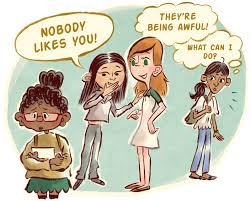 NOBODY
LIKES YOU!
THEY'RE
BEING AWFUL!
WHAT CAN I
DO?